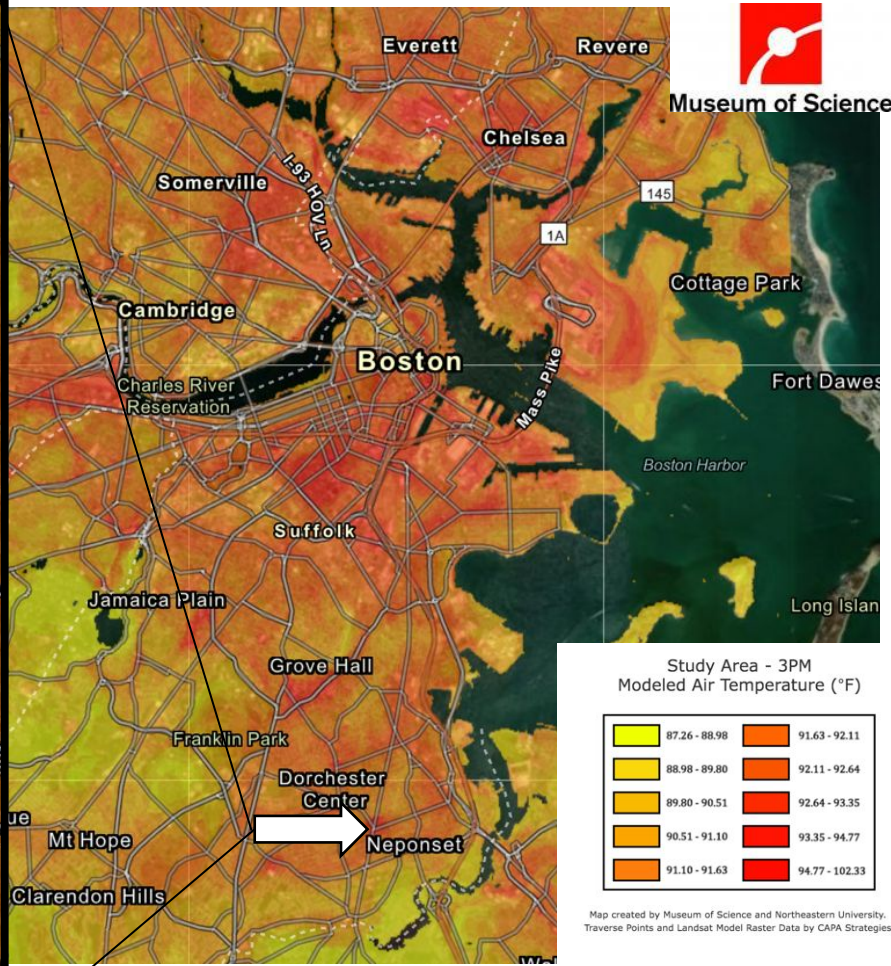 Everett
Revere
Museum of Science
Chelsea
Somerville
I-93 HOV Ln.
145
1A
Cottage Park
Cambridge
Boston
Charles River
Reservation
Mass Pike
Fort Dawes
Boston Harbor
Suffolk
Jamaica Plain
Long Islan
Grove Hall
Franklin Park
Dorchester
Center
ue
Mt Hope
Neponset
Clarendon Hills
Study Area - 3PM
Modeled Air Temperature (°F)
87.26 - 88.98
91.63 - 92.11
88.98 - 89.80
92.11 - 92.64
89.80 - 90.51
92.64 - 93.35
90.51 - 91.10
93.35 - 94.77
91.10 - 91.63
94.77 - 102.33
Map created by Museum of Science and Northeastern University.
Traverse Points and Landsat Model Raster Data by CAPA Strategies